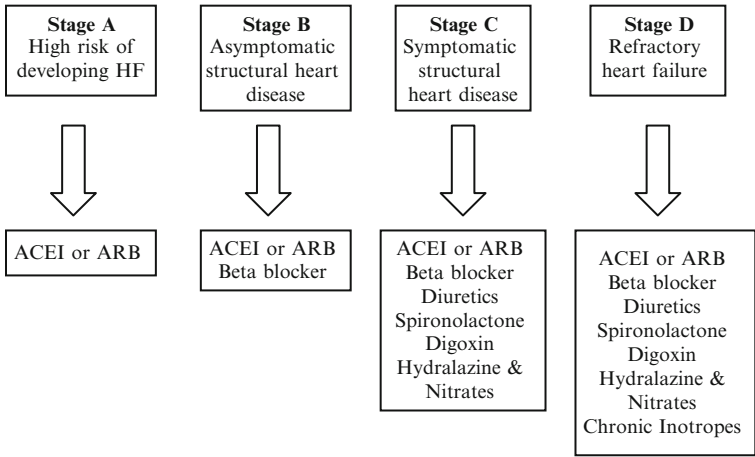 Stage A
High risk of
developing HF
Stage B
Asymptomatic
structural heart
disease
Stage C
Symptomatic
structural
heart disease
Stage D
Refractory
heart failure
ACEI or ARB
ACEI or ARB
Beta blocker
ACEI or ARB
Beta blocker
Diuretics
Spironolactone
Digoxin
Hydralazine &
Nitrates
ACEI or ARB
Beta blocker
Diuretics
Spironolactone
Digoxin
Hydralazine &
Nitrates
Chronic Inotropes